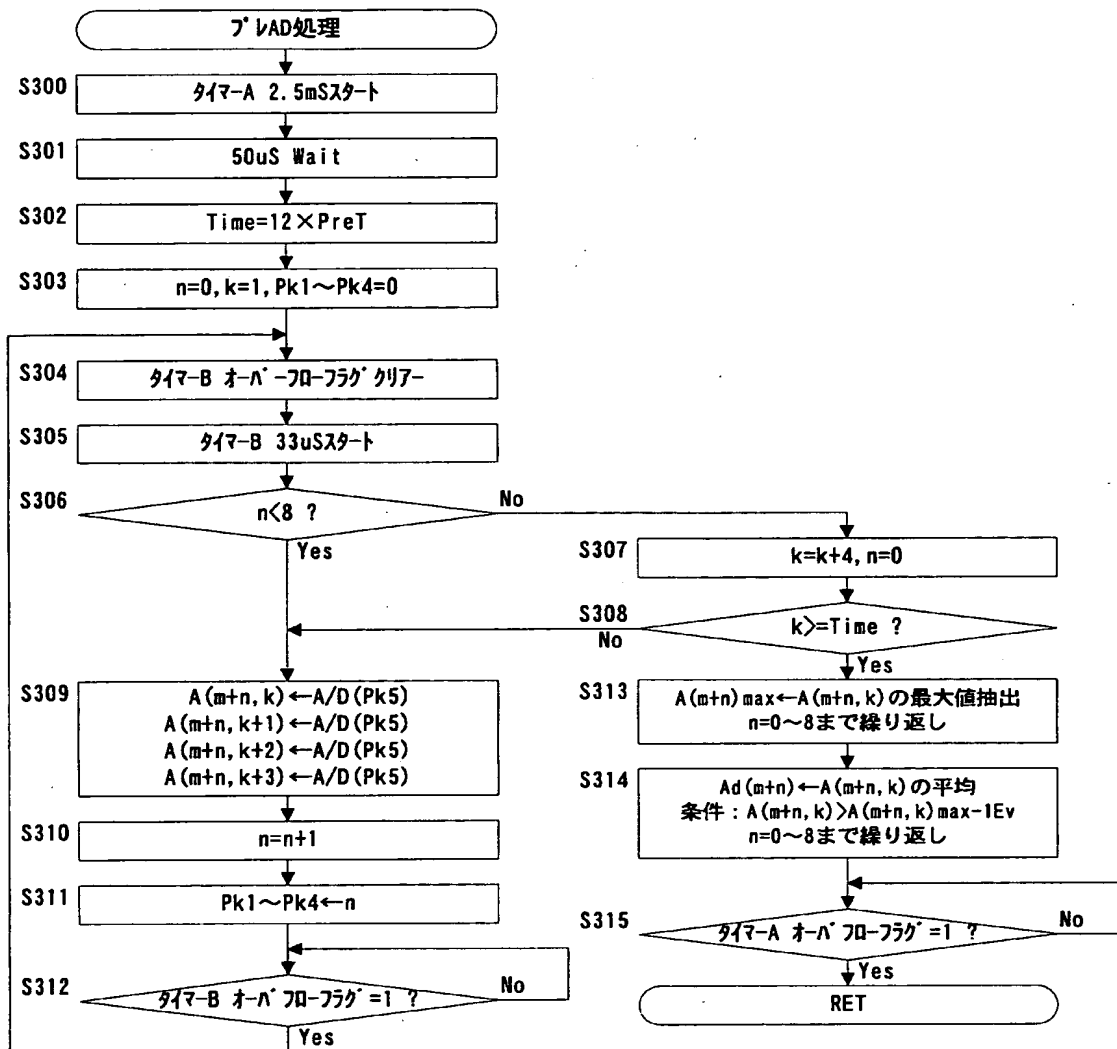 プレAD処理
S300
タイマーA 2.5mSスタート
S301
50uS Wait
S302
Time=12×PreT
S303
n=0,k=1,Pk1～Pk4=0
S304
タイマーB オーバーフローフラグクリアー
S305
タイマーB 33uSスタート
S306
n<8 ?
No
Yes
S307
k=k+4,n=0
S308
k>=Time ?
No
Yes
S309
A(m+n,k)←A/D(Pk5)
A(m+n,k+1)←A/D(Pk5)
A(m+n,k+2)←A/D(Pk5)
A(m+n,k+3)←A/D(Pk5)
S310
n=n+1
S311
Pk1～Pk4←n
S312
タイマーB オーバフローフラグ=1 ?
No
Yes
S313
A(m+n)max←A(m+n,k)の最大値抽出
n=0～8まで繰り返し
S314
Ad(m+n)←A(m+n,k)の平均
条件：A(m+n,k)>A(m+n,k)max-1Ev
n=0～8まで繰り返し
S315
タイマーA オーバフローフラグ=1 ?
No
Yes
RET